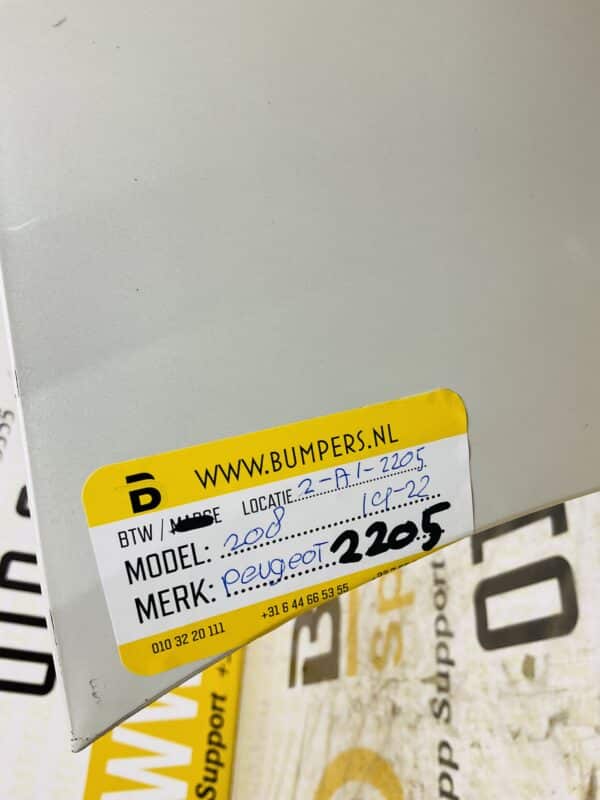 WWW.BUMPERS.NL
B
BTW / LOCATIE 2-A1-2205
MODEL: 208 19-22
MERK: Peugeot 2205
010 32 20 111 +31 6 44 66 53 55
Support
pp Support